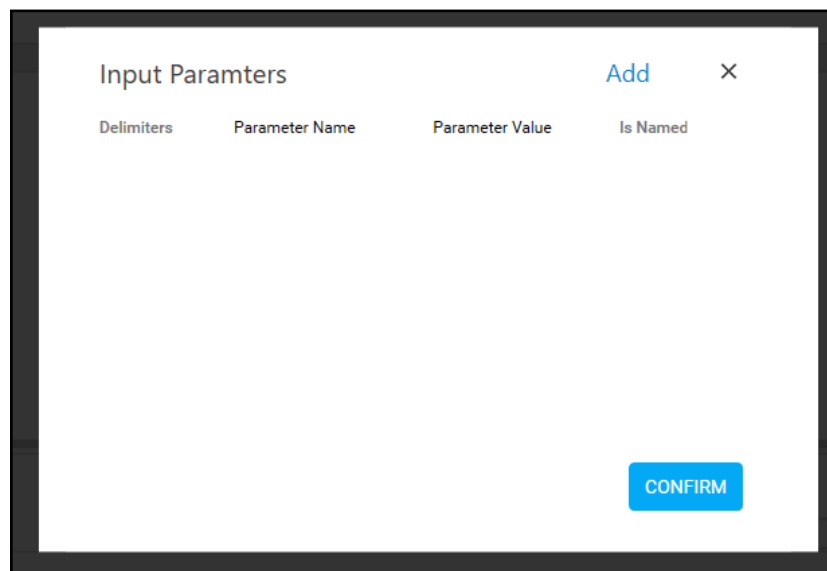 Input Paramters Add ×
Delimiters Parameter Name Parameter Value Is Named
CONFIRM